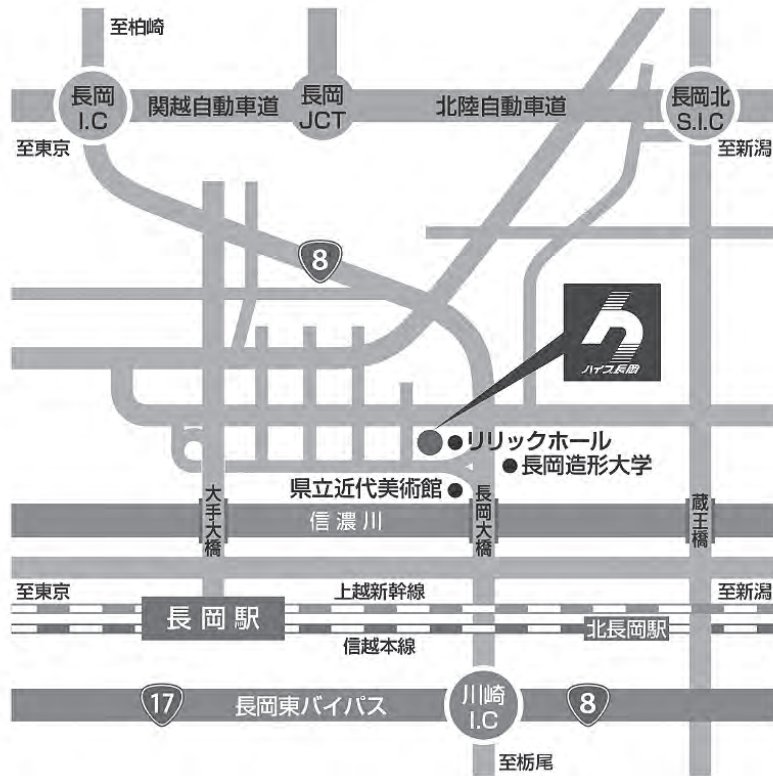 至柏崎
長岡
I.C
関越自動車道
長岡
JCT
北陸自動車道
長岡北
S.I.C
至東京
至新潟
8
ハイブ長岡
リリックホール
長岡造形大学
県立近代美術館
大手大橋
信濃川
長岡大橋
蔵王橋
至東京
上越新幹線
至新潟
長岡駅
北長岡駅
信越本線
17
長岡東バイパス
川崎
I.C
8
至栃尾